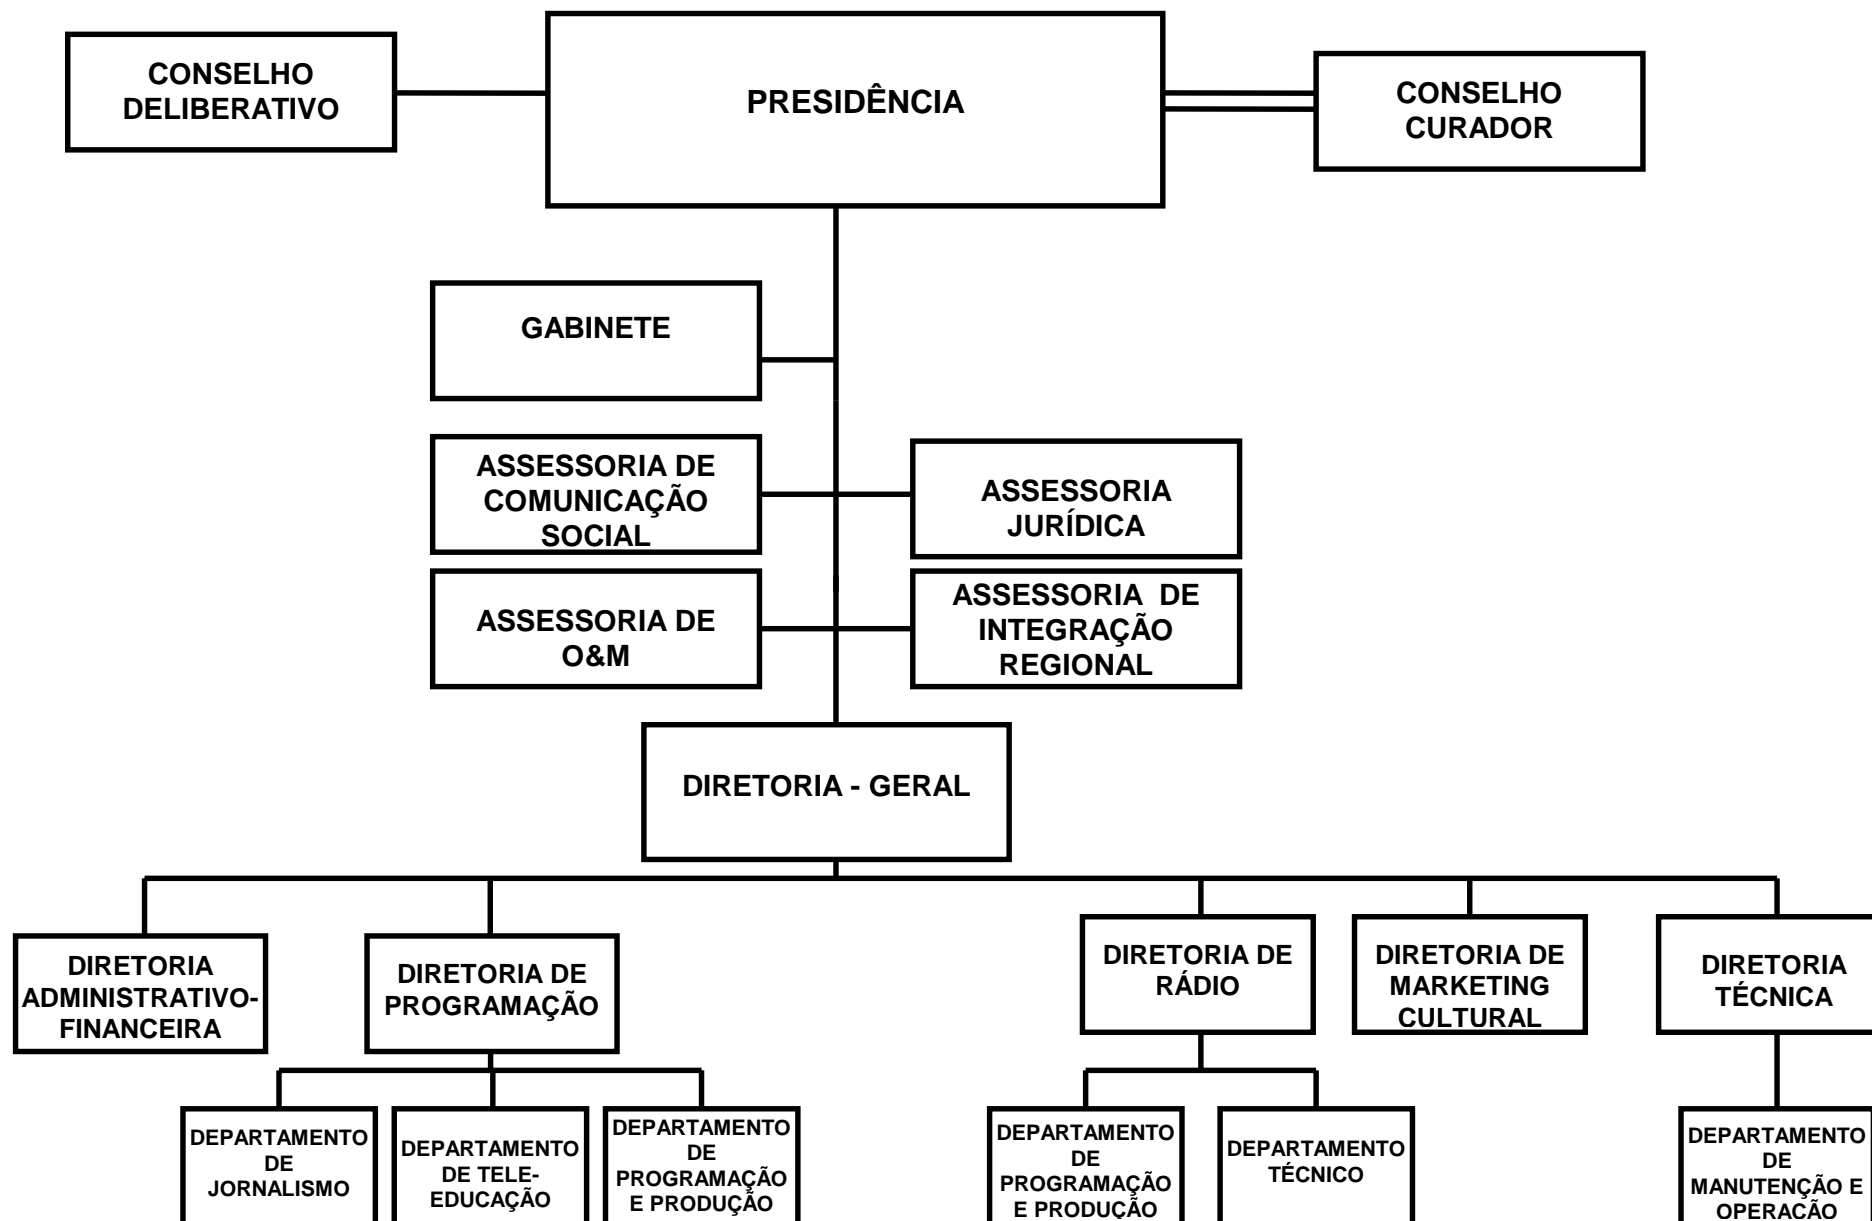 CONSELHO
DELIBERATIVO
PRESIDÊNCIA
CONSELHO
CURADOR
GABINETE
ASSESSORIA DE
COMUNICAÇÃO
SOCIAL
ASSESSORIA
JURÍDICA
ASSESSORIA DE
O&M
ASSESSORIA DE
INTEGRAÇÃO
REGIONAL
DIRETORIA - GERAL
DIRETORIA
ADMINISTRATIVO-
FINANCEIRA
DIRETORIA DE
PROGRAMAÇÃO
DIRETORIA DE
RÁDIO
DIRETORIA DE
MARKETING
CULTURAL
DIRETORIA
TÉCNICA
DEPARTAMENTO
DE
JORNALISMO
DEPARTAMENTO
DE TELE-
EDUCAÇÃO
DEPARTAMENTO
DE
PROGRAMAÇÃO
E PRODUÇÃO
DEPARTAMENTO
DE
PROGRAMAÇÃO
E PRODUÇÃO
DEPARTAMENTO
TÉCNICO
DEPARTAMENTO
DE
MANUTENÇÃO E
OPERAÇÃO